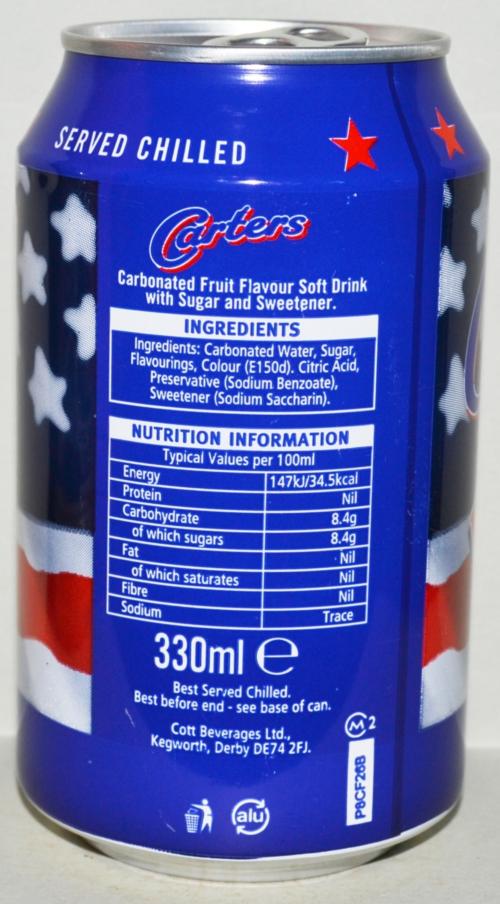 SERVED CHILLED
Carters
Carbonated Fruit Flavour Soft Drink
with Sugar and Sweetener.
INGREDIENTS
Ingredients: Carbonated Water, Sugar,
Flavourings, Colour (E150d). Citric Acid,
Preservative (Sodium Benzoate),
Sweetener (Sodium Saccharin).
NUTRITION INFORMATION
Typical Values per 100ml
Energy 147kJ/34.5kcal
Protein Nil
Carbohydrate 8.4g
of which sugars 8.4g
Fat Nil
of which saturates Nil
Fibre Nil
Sodium Trace
330ml e
Best Served Chilled.
Best before end - see base of can.
Cott Beverages Ltd.,
Kegworth, Derby DE74 2FJ.
M 2
alu
P6CF26B